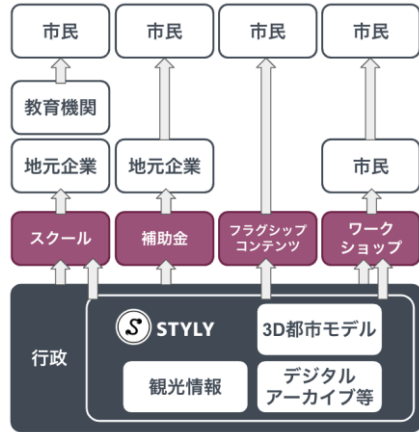 市民
市民
市民
市民
教育機関
地元企業
地元企業
市民
スクール
補助金
フラグシップ
コンテンツ
ワーク
ショップ
行政
S STYLY
3D都市モデル
観光情報
デジタル
アーカイブ等